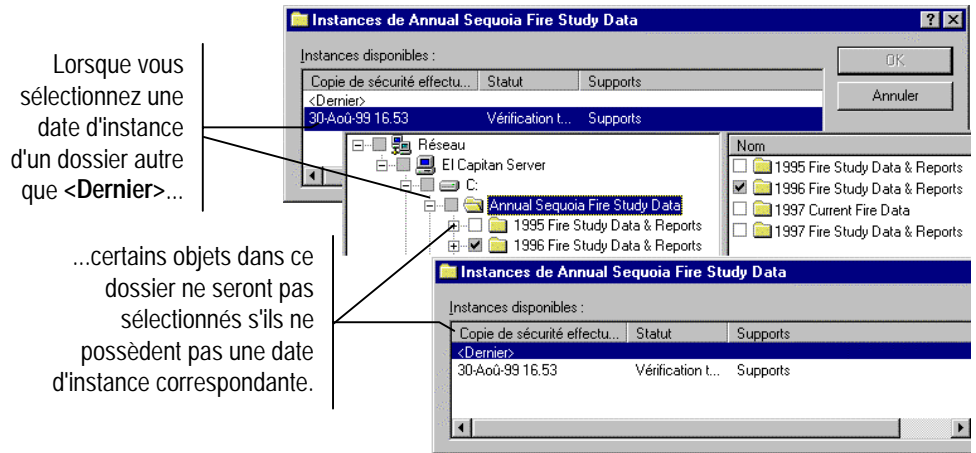 Instances de Annual Sequoia Fire Study Data
Instances disponibles :
OK
Annuler
Copie de sécurité effectu... Statut Supports
<Dernier>
30-Aoû-99 16.53 Vérification t... Supports
Lorsque vous
sélectionnez une
date d'instance
d'un dossier autre
que <Dernier>...
Réseau
El Capitan Server
C:
Annual Sequoia Fire Study Data
1995 Fire Study Data & Reports
1996 Fire Study Data & Reports
Nom
1995 Fire Study Data & Reports
1996 Fire Study Data & Reports
1997 Current Fire Data
1997 Fire Study Data & Reports
...certains objets dans ce
dossier ne seront pas
sélectionnés s'ils ne
possèdent pas une date
d'instance correspondante.
Instances de Annual Sequoia Fire Study Data
Instances disponibles :
Copie de sécurité effectu... Statut Supports
<Dernier>
30-Aoû-99 16.53 Vérification t... Supports